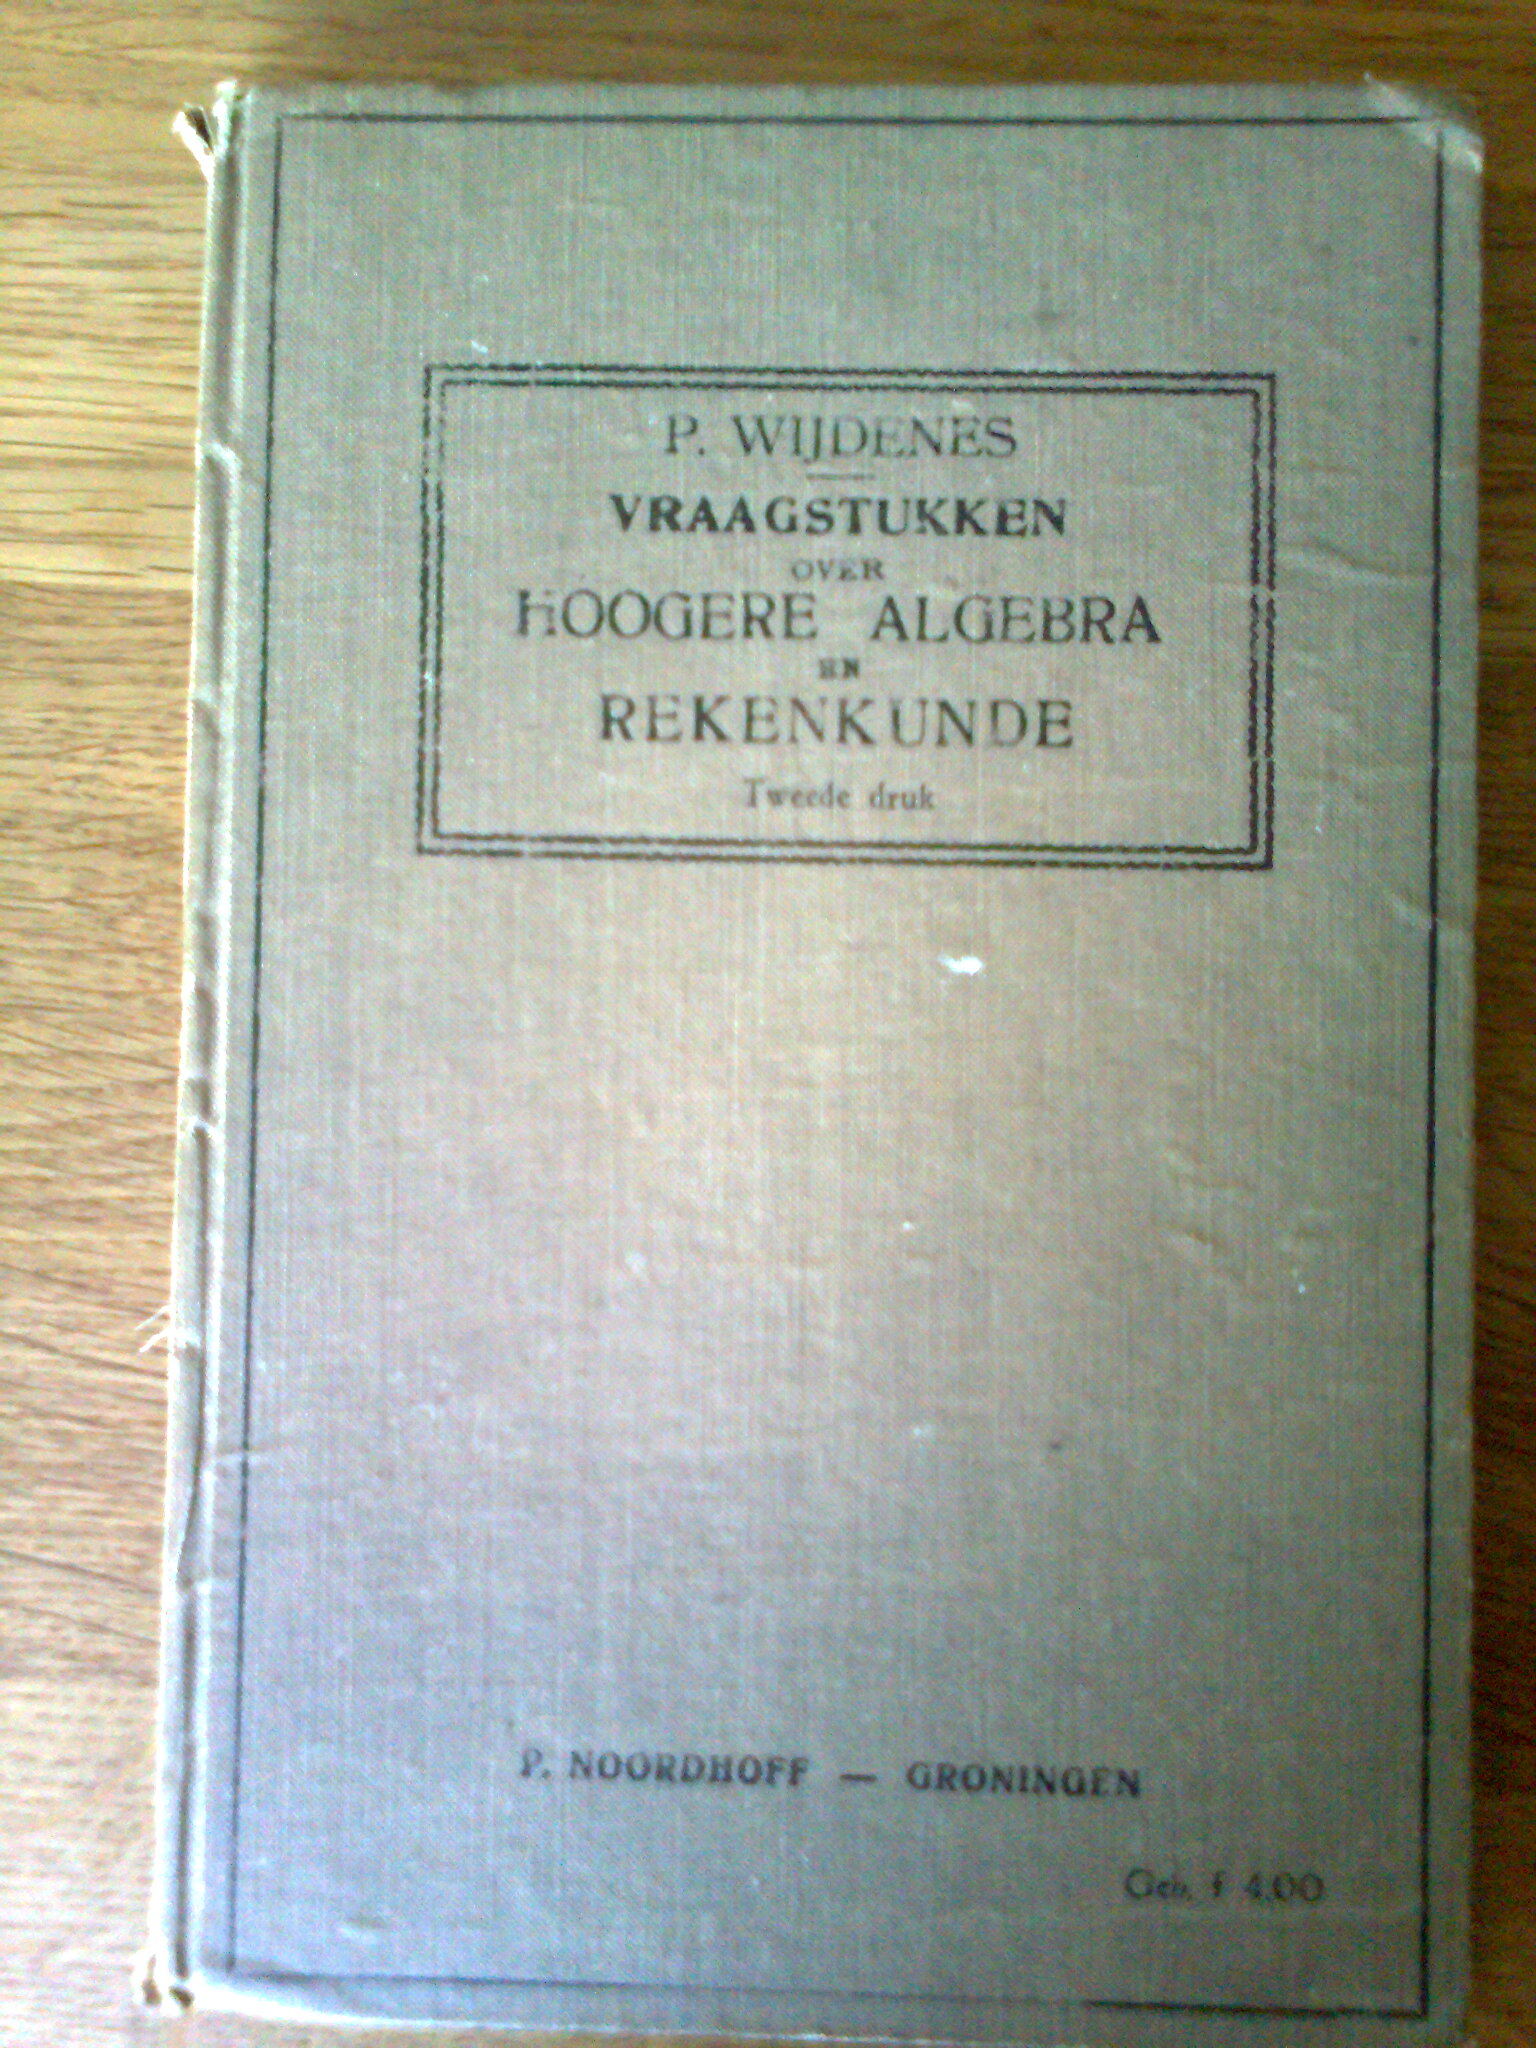 P. WIJDENES
VRAAGSTUKKEN
OVER
HOOGERE ALGEBRA
EN
REKENKUNDE
Tweede druk
P. NOORDHOFF — GRONINGEN
Geb. f 4.00